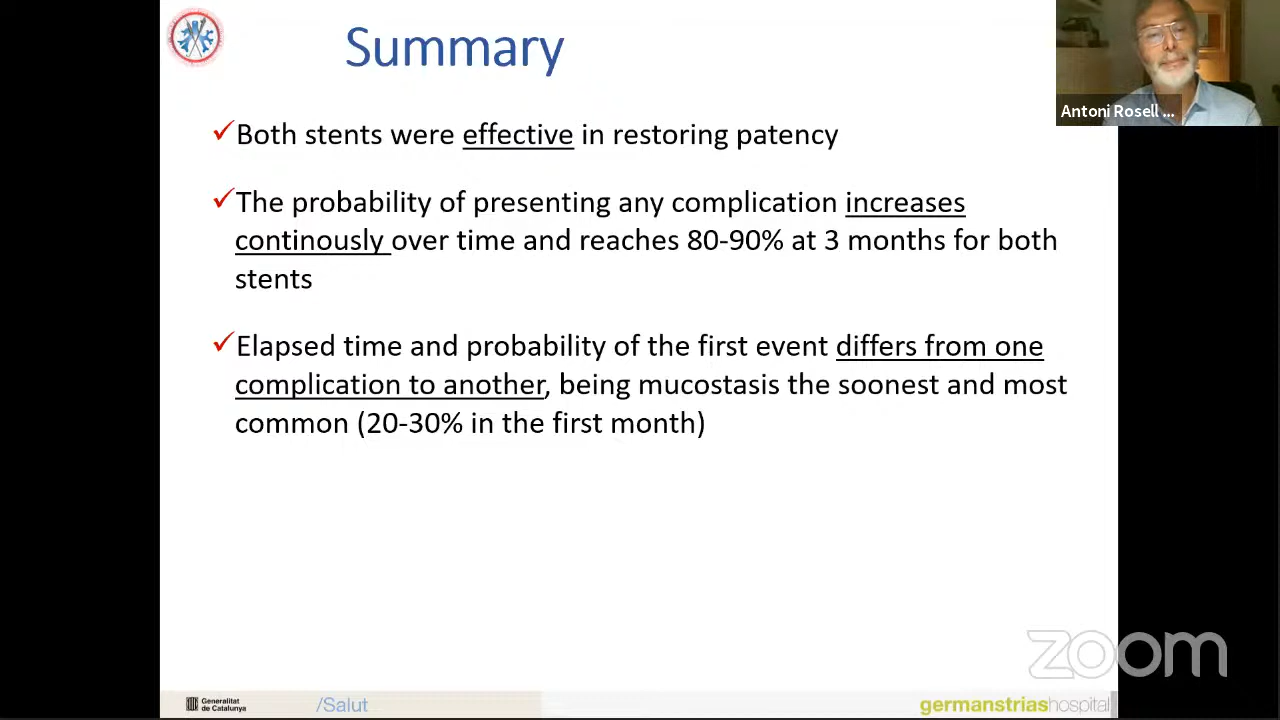 Summary
Antoni Rosell ...
✓Both stents were effective in restoring patency
✓The probability of presenting any complication increases
continously over time and reaches 80-90% at 3 months for both
stents
✓Elapsed time and probability of the first event differs from one
complication to another, being mucostasis the soonest and most
common (20-30% in the first month)
zoom
Generalitat
de Catalunya
/Salut
germanstriashospital